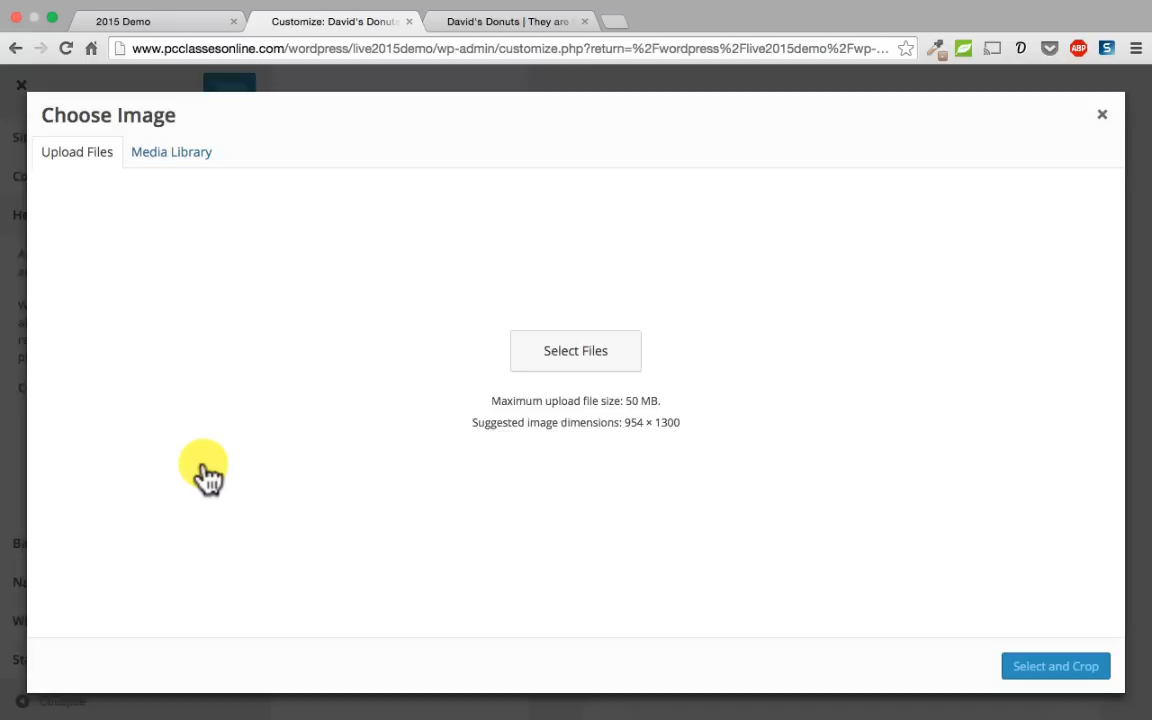 2015 Demo
Customize: David's Donuts
David's Donuts | They are
www.pcclassesonline.com/wordpress/live2015demo/wp-admin/customize.php?return=%2Fwordpress%2Flive2015demo%2Fwp-...
ABP
S
Choose Image
Upload Files
Media Library
Select Files
Maximum upload file size: 50 MB.
Suggested image dimensions: 954 × 1300
Select and Crop
Collapse